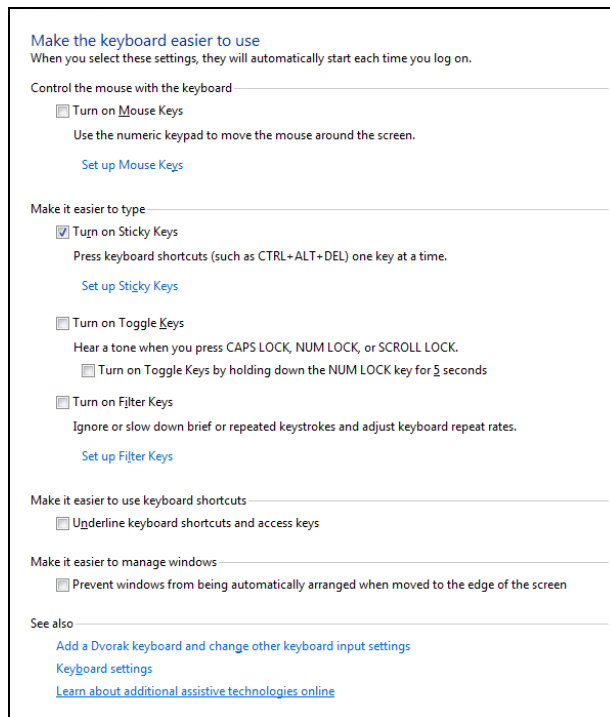 Make the keyboard easier to use
When you select these settings, they will automatically start each time you log on.
Control the mouse with the keyboard
Turn on Mouse Keys
Use the numeric keypad to move the mouse around the screen.
Set up Mouse Keys
Make it easier to type
Turn on Sticky Keys
Press keyboard shortcuts (such as CTRL+ALT+DEL) one key at a time.
Set up Sticky Keys
Turn on Toggle Keys
Hear a tone when you press CAPS LOCK, NUM LOCK, or SCROLL LOCK.
Turn on Toggle Keys by holding down the NUM LOCK key for 5 seconds
Turn on Filter Keys
Ignore or slow down brief or repeated keystrokes and adjust keyboard repeat rates.
Set up Filter Keys
Make it easier to use keyboard shortcuts
Underline keyboard shortcuts and access keys
Make it easier to manage windows
Prevent windows from being automatically arranged when moved to the edge of the screen
See also
Add a Dvorak keyboard and change other keyboard input settings
Keyboard settings
Learn about additional assistive technologies online